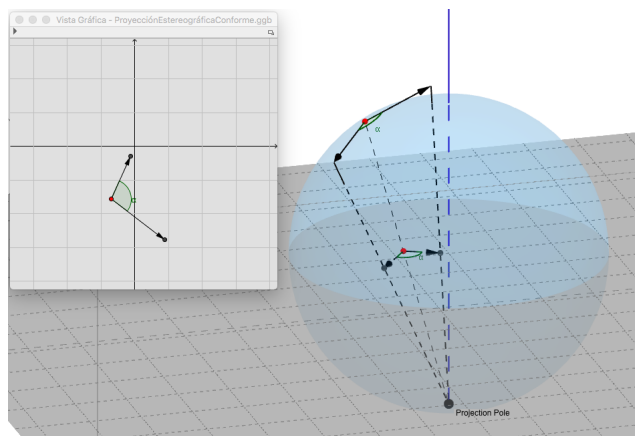 Vista Gráfica - ProyecciónEstereográficaConforme.ggb
α
α
Projection Pole